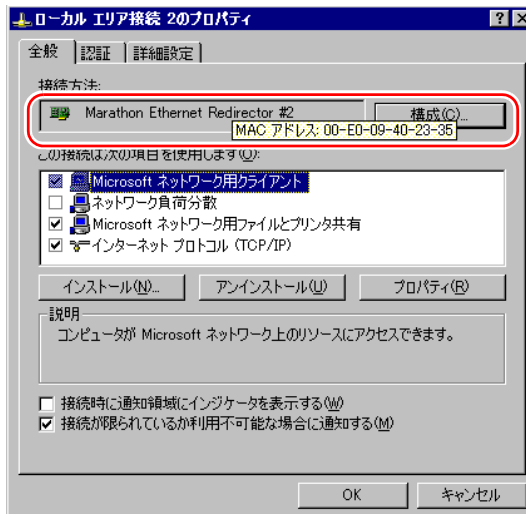 ローカル エリア接続 2のプロパティ
全般
認証
詳細設定
接続方法:
Marathon Ethernet Redirector #2
構成(C)...
MAC アドレス: 00-E0-09-40-23-35
この接続は次の項目を使用します(O):
Microsoft ネットワーク用クライアント
ネットワーク負荷分散
Microsoft ネットワーク用ファイルとプリンタ共有
インターネット プロトコル (TCP/IP)
インストール(N)...
アンインストール(U)
プロパティ(R)
説明
コンピュータが Microsoft ネットワーク上のリソースにアクセスできます。
接続時に通知領域にインジケータを表示する(W)
接続が限られているか利用不可能な場合に通知する(M)
OK
キャンセル